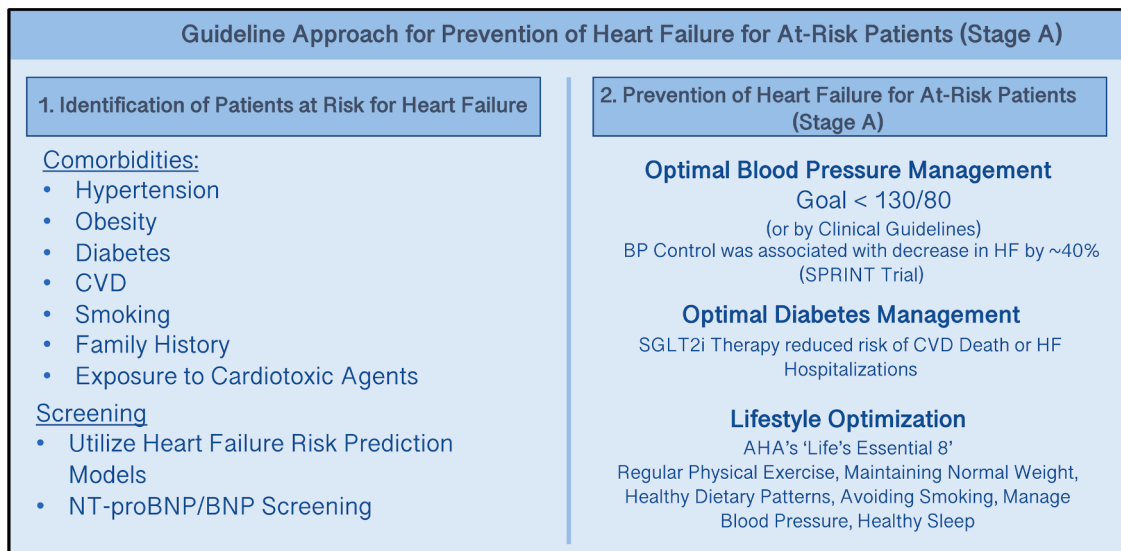 Guideline Approach for Prevention of Heart Failure for At-Risk Patients (Stage A)
1. Identification of Patients at Risk for Heart Failure
Comorbidities:
• Hypertension
• Obesity
• Diabetes
• CVD
• Smoking
• Family History
• Exposure to Cardiotoxic Agents
Screening
• Utilize Heart Failure Risk Prediction
Models
• NT-proBNP/BNP Screening
2. Prevention of Heart Failure for At-Risk Patients
(Stage A)
Optimal Blood Pressure Management
Goal < 130/80
(or by Clinical Guidelines)
BP Control was associated with decrease in HF by ~40%
(SPRINT Trial)
Optimal Diabetes Management
SGLT2i Therapy reduced risk of CVD Death or HF
Hospitalizations
Lifestyle Optimization
AHA's 'Life's Essential 8'
Regular Physical Exercise, Maintaining Normal Weight,
Healthy Dietary Patterns, Avoiding Smoking, Manage
Blood Pressure, Healthy Sleep